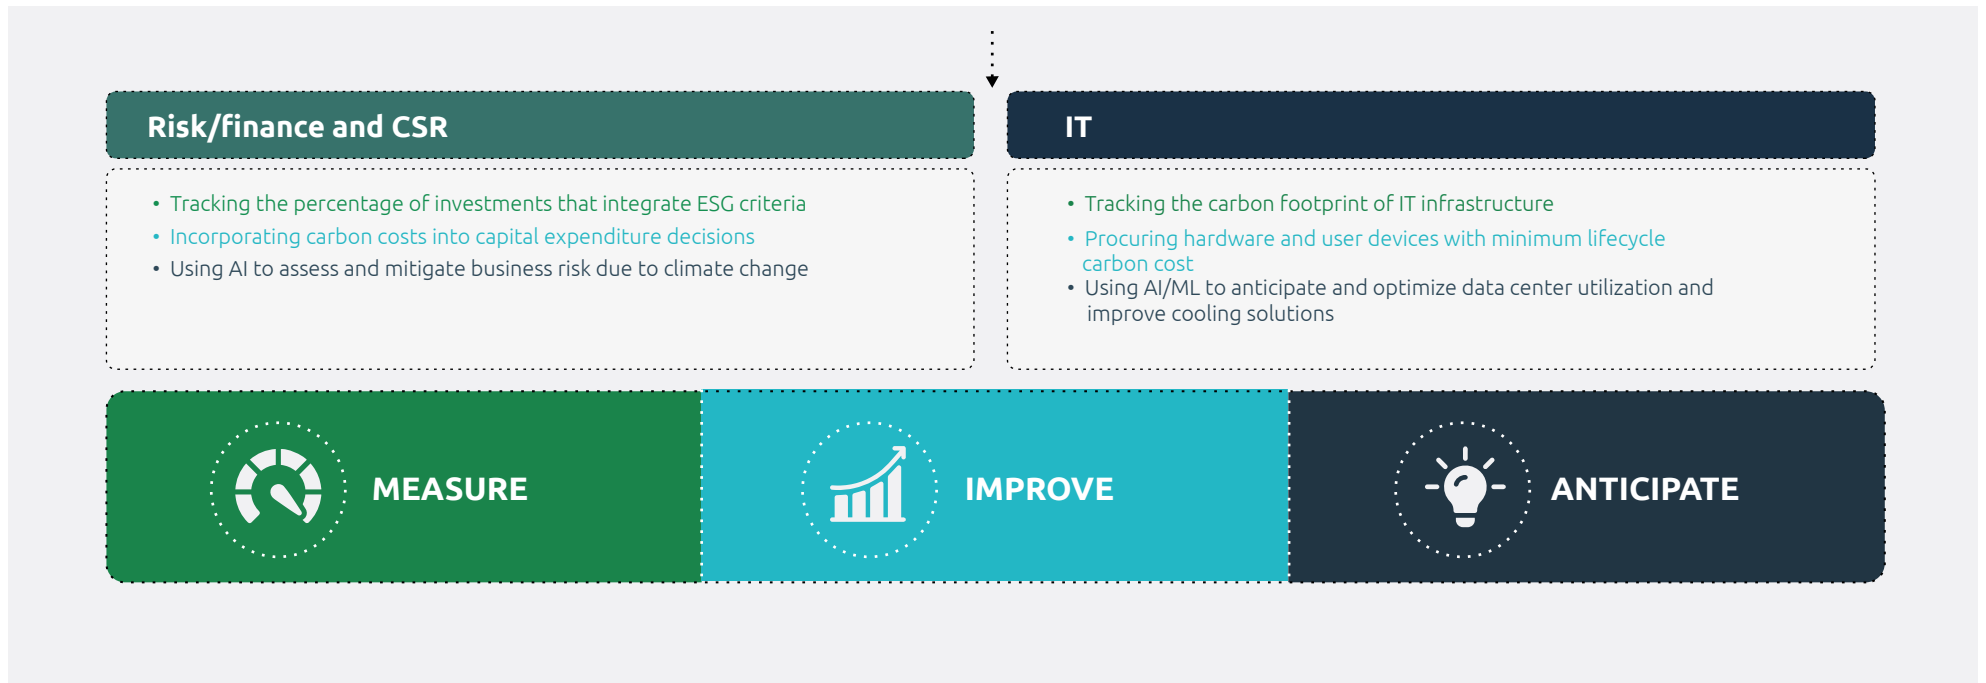 Risk/finance and CSR
• Tracking the percentage of investments that integrate ESG criteria
• Incorporating carbon costs into capital expenditure decisions
• Using AI to assess and mitigate business risk due to climate change
IT
• Tracking the carbon footprint of IT infrastructure
• Procuring hardware and user devices with minimum lifecycle
carbon cost
• Using AI/ML to anticipate and optimize data center utilization and
improve cooling solutions
MEASURE
IMPROVE
ANTICIPATE